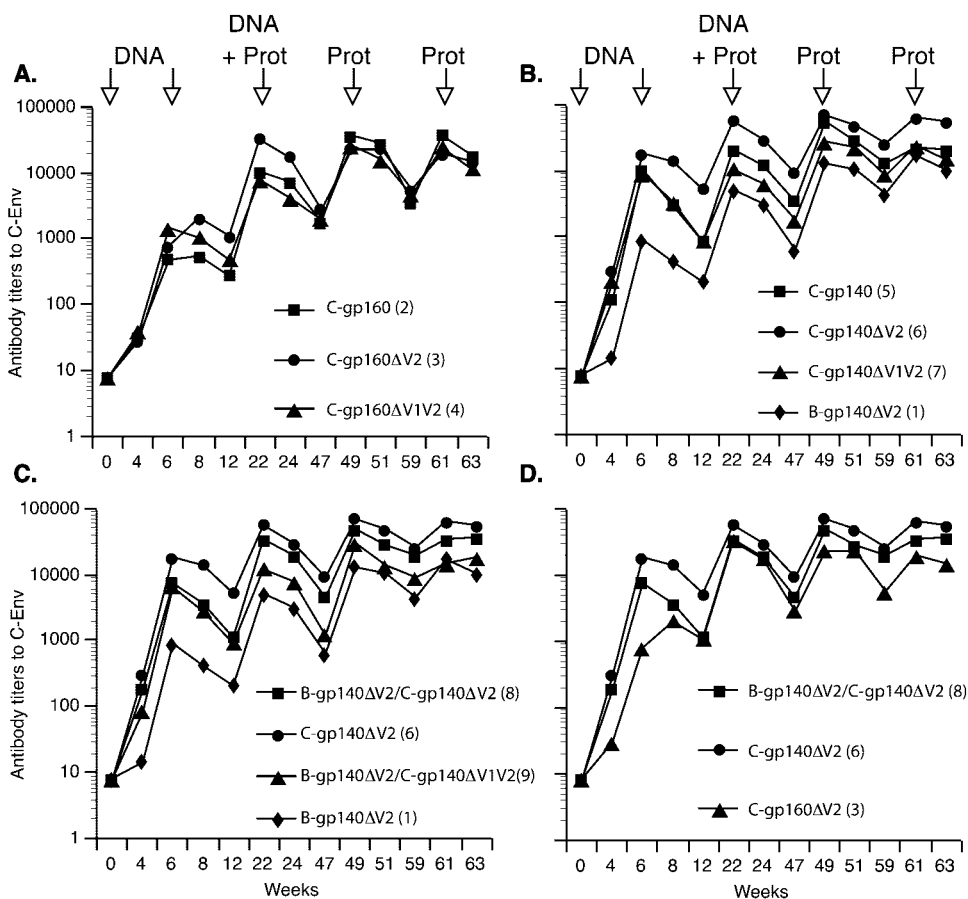 DNA
DNA + Prot Prot Prot
A.
100000
10000
1000
100
10
1
Antibody titers to C-Env
C-gp160 (2)
C-gp160ΔV2 (3)
C-gp160ΔV1V2 (4)
0 4 6 8 12 22 24 47 49 51 59 61 63
DNA
DNA + Prot Prot Prot
B.
C-gp140 (5)
C-gp140ΔV2 (6)
C-gp140ΔV1V2 (7)
B-gp140ΔV2 (1)
0 4 6 8 12 22 24 47 49 51 59 61 63
C.
100000
10000
1000
100
10
1
Antibody titers to C-Env
B-gp140ΔV2/C-gp140ΔV2 (8)
C-gp140ΔV2 (6)
B-gp140ΔV2/C-gp140ΔV1V2(9)
B-gp140ΔV2 (1)
0 4 6 8 12 22 24 47 49 51 59 61 63
Weeks
D.
B-gp140ΔV2/C-gp140ΔV2 (8)
C-gp140ΔV2 (6)
C-gp160ΔV2 (3)
0 4 6 8 12 22 24 47 49 51 59 61 63
Weeks